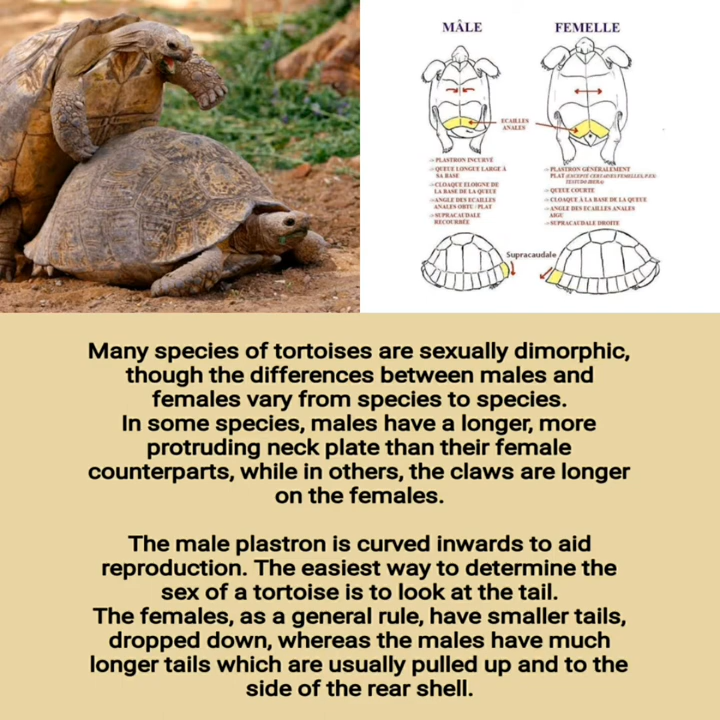 MÂLE
FEMELLE
ECAILLES
ANALES
-> PLASTRON INCURVÉ
-> QUEUE LONGUE LARGE À
SA BASE
-> CLOAQUE ELOIGNE DE
LA BASE DE LA QUEUE
->ANGLE DES ECAILLES
ANALES OBTU / PLAT
->SUPRACAUDALE
RECOURBÉE
-> PLASTRON GÉNÉRALEMENT
PLAT (EXCEPTÉ CERTAINES FEMELLES, P.EX:
TESTUDO IBERA)
-> QUEUE COURTE
-> CLOAQUE À LA BASE DE LA QUEUE
->ANGLE DES ECAILLES ANALES
AIGU
->SUPRACAUDALE DROITE
Supracaudale
Many species of tortoises are sexually dimorphic,
though the differences between males and
females vary from species to species.
In some species, males have a longer, more
protruding neck plate than their female
counterparts, while in others, the claws are longer
on the females.
The male plastron is curved inwards to aid
reproduction. The easiest way to determine the
sex of a tortoise is to look at the tail.
The females, as a general rule, have smaller tails,
dropped down, whereas the males have much
longer tails which are usually pulled up and to the
side of the rear shell.